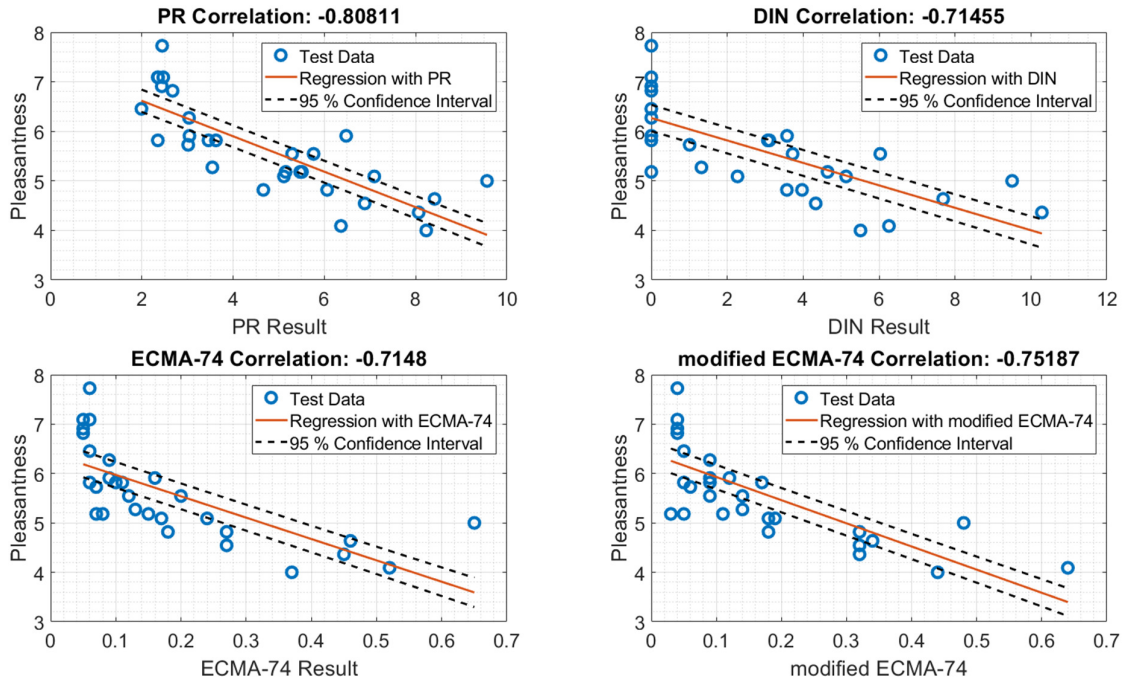 PR Correlation: -0.80811
8
7
6
5
4
3
Pleasantness
Test Data
Regression with PR
95 % Confidence Interval
0 2 4 6 8 10
PR Result
DIN Correlation: -0.71455
8
7
6
5
4
3
Pleasantness
Test Data
Regression with DIN
95 % Confidence Interval
0 2 4 6 8 10 12
DIN Result
ECMA-74 Correlation: -0.7148
8
7
6
5
4
3
Pleasantness
Test Data
Regression with ECMA-74
95 % Confidence Interval
0 0.1 0.2 0.3 0.4 0.5 0.6 0.7
ECMA-74 Result
modified ECMA-74 Correlation: -0.75187
8
7
6
5
4
3
Pleasantness
Test Data
Regression with modified ECMA-74
95 % Confidence Interval
0 0.1 0.2 0.3 0.4 0.5 0.6 0.7
modified ECMA-74